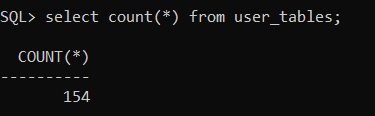 SQL> select count(*) from user_tables;
COUNT(*)
----------
154